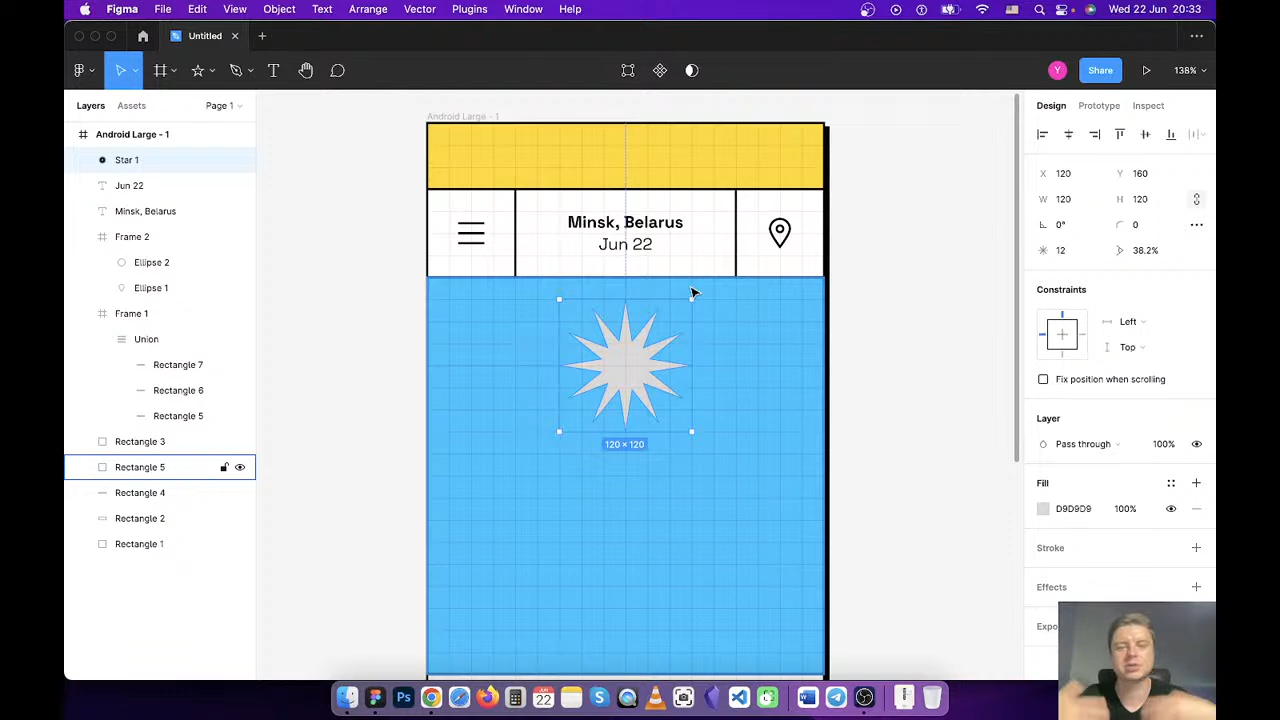 Figma File Edit View Object Text Arrange Vector Plugins Window Help Wed 22 Jun 20:33
Untitled
Y Share 138%
Layers Assets Page 1
Design Prototype Inspect
Android Large - 1
Star 1
Jun 22
Minsk, Belarus
Frame 2
Ellipse 2
Ellipse 1
Frame 1
Union
Rectangle 7
Rectangle 6
Rectangle 5
Rectangle 3
Rectangle 5
Rectangle 4
Rectangle 2
Rectangle 1
Android Large - 1
Minsk, Belarus
Jun 22
120 × 120
X 120 Y 160
W 120 H 120
0° 0
12 38.2%
Constraints
Left
Top
Fix position when scrolling
Layer
Pass through 100%
Fill
D9D9D9 100%
Stroke
Effects
Expo
JUN
22
Ps